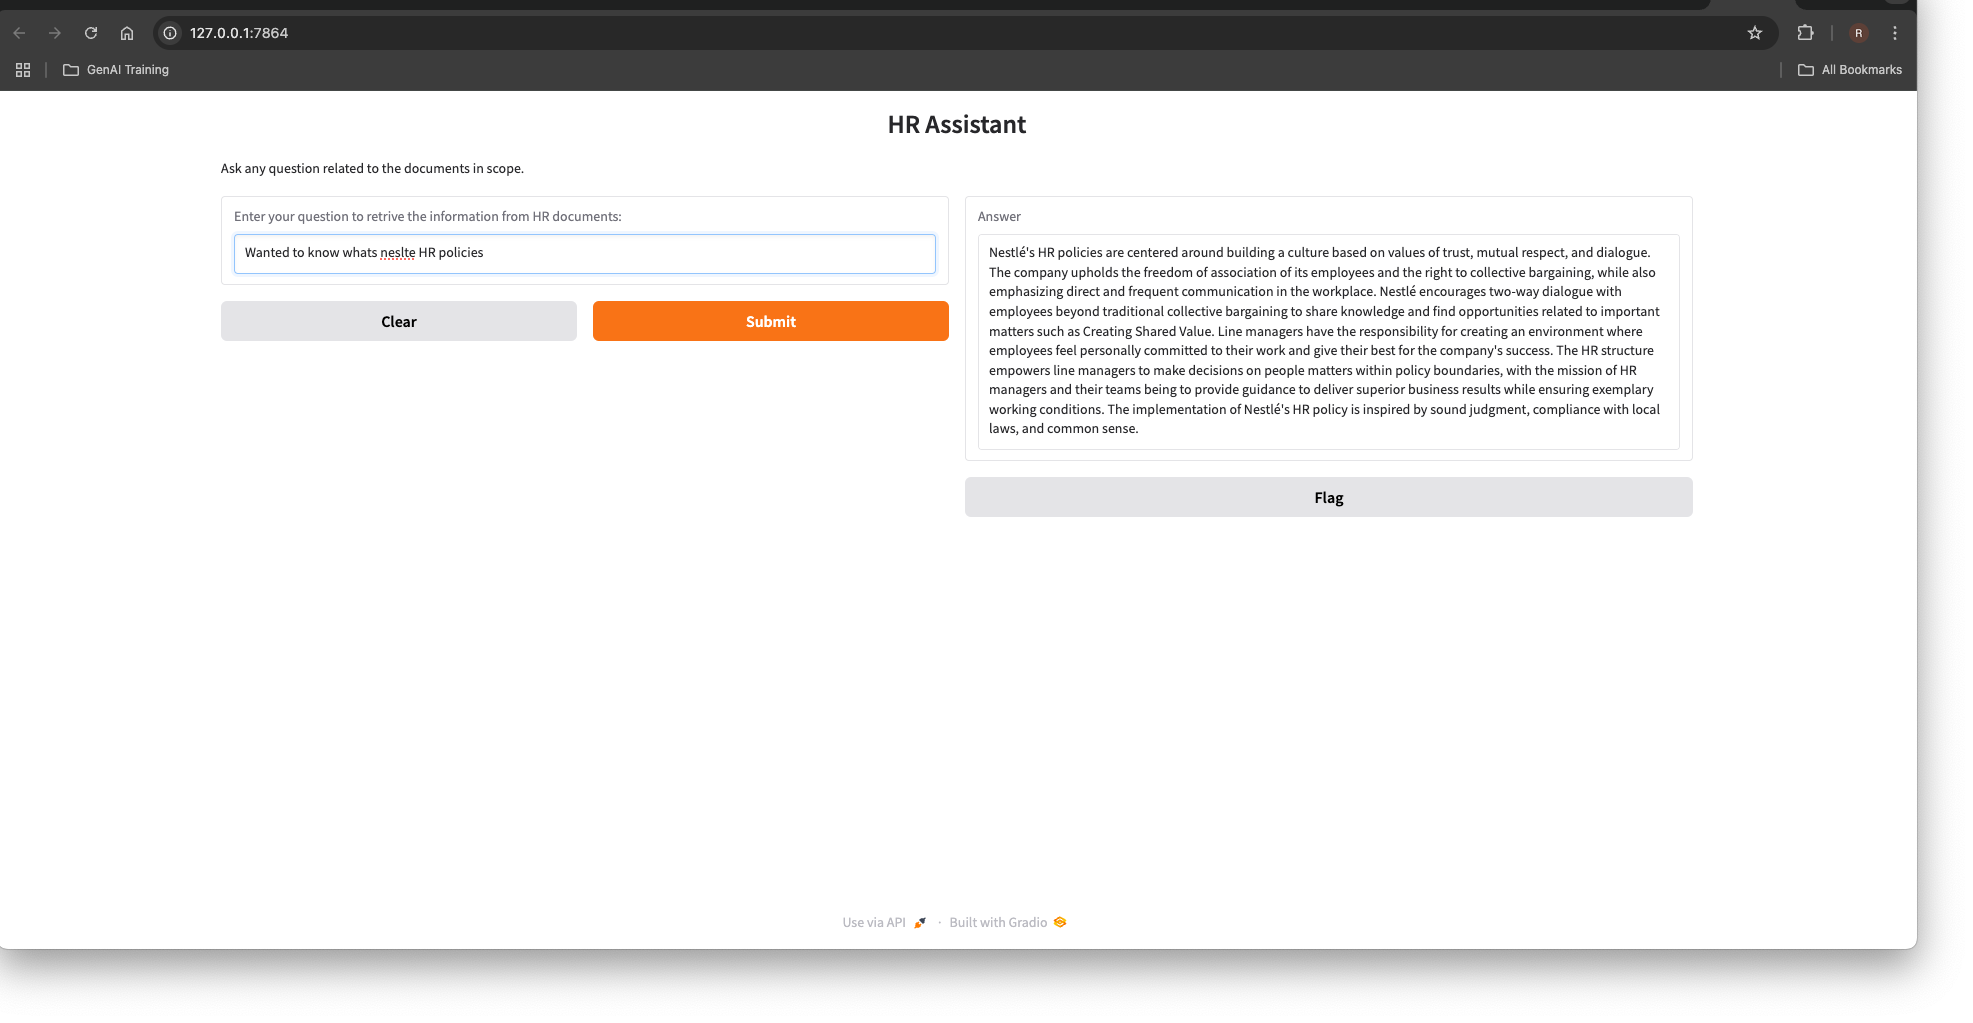 127.0.0.1:7864
R
GenAI Training
All Bookmarks
HR Assistant
Ask any question related to the documents in scope.
Enter your question to retrive the information from HR documents:
Wanted to know whats neslte HR policies
Clear
Submit
Answer
Nestlé's HR policies are centered around building a culture based on values of trust, mutual respect, and dialogue.
The company upholds the freedom of association of its employees and the right to collective bargaining, while also
emphasizing direct and frequent communication in the workplace. Nestlé encourages two-way dialogue with
employees beyond traditional collective bargaining to share knowledge and find opportunities related to important
matters such as Creating Shared Value. Line managers have the responsibility for creating an environment where
employees feel personally committed to their work and give their best for the company's success. The HR structure
empowers line managers to make decisions on people matters within policy boundaries, with the mission of HR
managers and their teams being to provide guidance to deliver superior business results while ensuring exemplary
working conditions. The implementation of Nestlé's HR policy is inspired by sound judgment, compliance with local
laws, and common sense.
Flag
Use via API · Built with Gradio